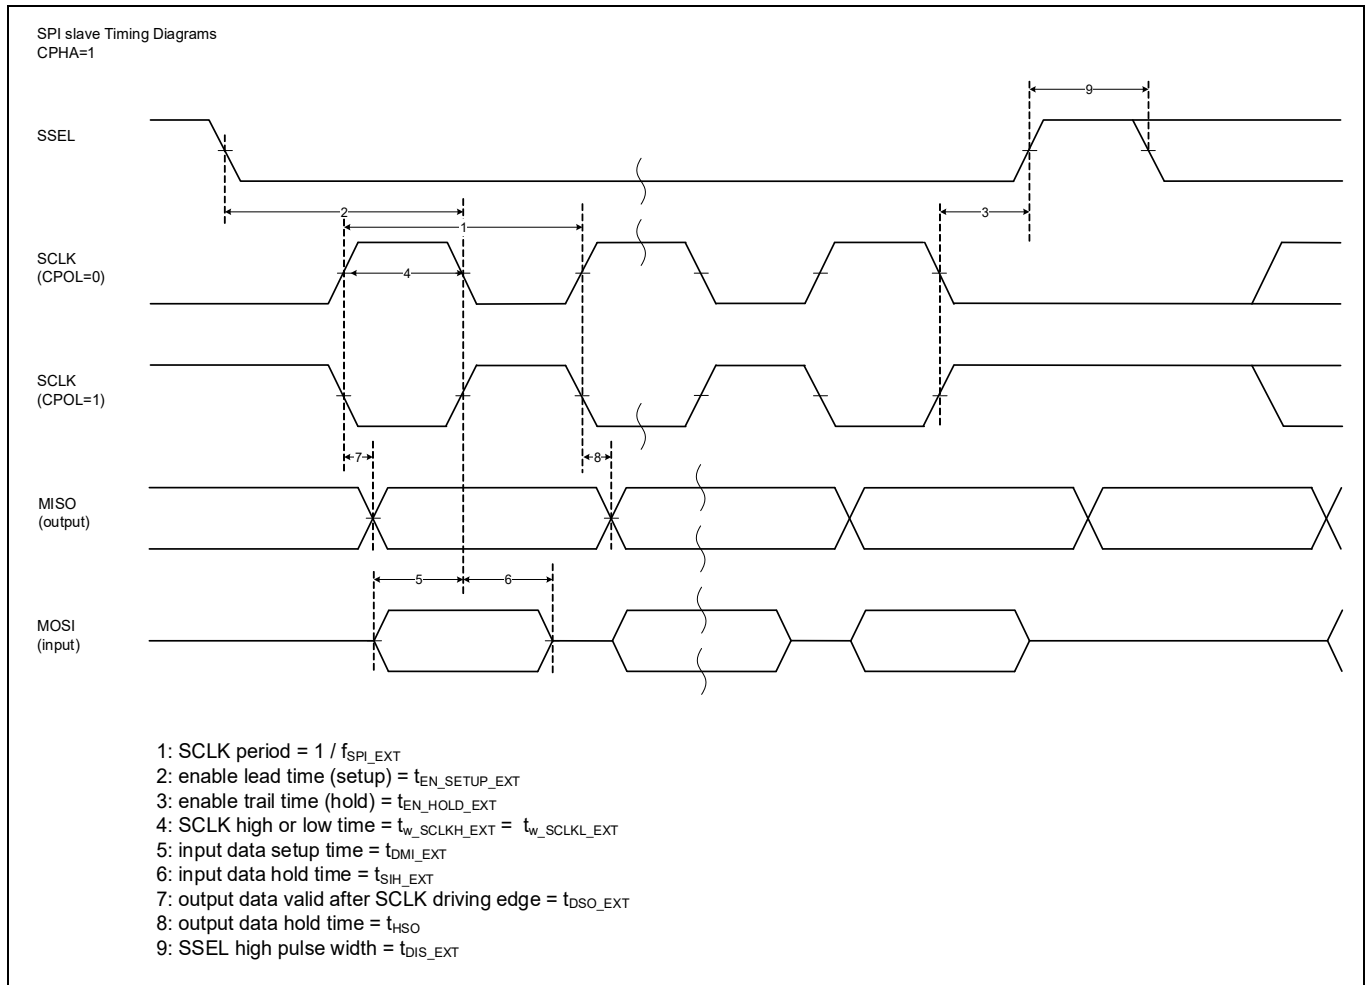 SPI slave Timing Diagrams
CPHA=1
9
SSEL
2
3
1
SCLK
(CPOL=0)
4
SCLK
(CPOL=1)
7
8
MISO
(output)
5
6
MOSI
(input)
1: SCLK period = 1 / fSPI_EXT
2: enable lead time (setup) = tEN_SETUP_EXT
3: enable trail time (hold) = tEN_HOLD_EXT
4: SCLK high or low time = tw_SCLKH_EXT = tw_SCLKL_EXT
5: input data setup time = tDMI_EXT
6: input data hold time = tSIH_EXT
7: output data valid after SCLK driving edge = tDSO_EXT
8: output data hold time = tHSO
9: SSEL high pulse width = tDIS_EXT